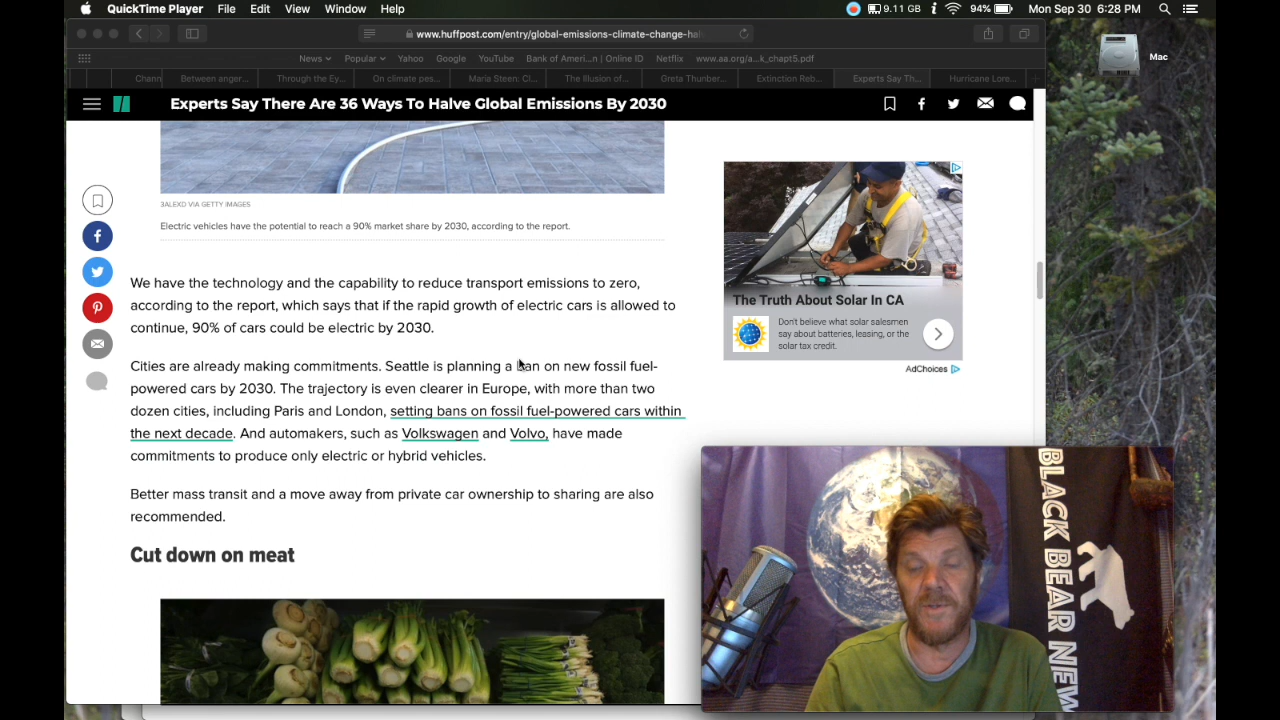 QuickTime Player File Edit View Window Help 9.11 GB 94% Mon Sep 30 6:28 PM
www.huffpost.com/entry/global-emissions-climate-change-hal
News Popular Yahoo Google YouTube Bank of Ameri...n | Online ID Netflix www.aa.org/a...k_chapt5.pdf
Chann Between anger... Through the Ey... On climate pes... Maria Steen: Cl... The Illusion of... Greta Thunber... Extinction Reb... Experts Say Th... Hurricane Lore...
Mac
Experts Say There Are 36 Ways To Halve Global Emissions By 2030
3ALEXD VIA GETTY IMAGES
Electric vehicles have the potential to reach a 90% market share by 2030, according to the report.
We have the technology and the capability to reduce transport emissions to zero,
according to the report, which says that if the rapid growth of electric cars is allowed to
continue, 90% of cars could be electric by 2030.
Cities are already making commitments. Seattle is planning a ban on new fossil fuel-
powered cars by 2030. The trajectory is even clearer in Europe, with more than two
dozen cities, including Paris and London, setting bans on fossil fuel-powered cars within
the next decade. And automakers, such as Volkswagen and Volvo, have made
commitments to produce only electric or hybrid vehicles.
Better mass transit and a move away from private car ownership to sharing are also
recommended.
Cut down on meat
The Truth About Solar In CA
Don't believe what solar salesmen
say about batteries, leasing, or the
solar tax credit.
AdChoices
BLACK BEAR NEW